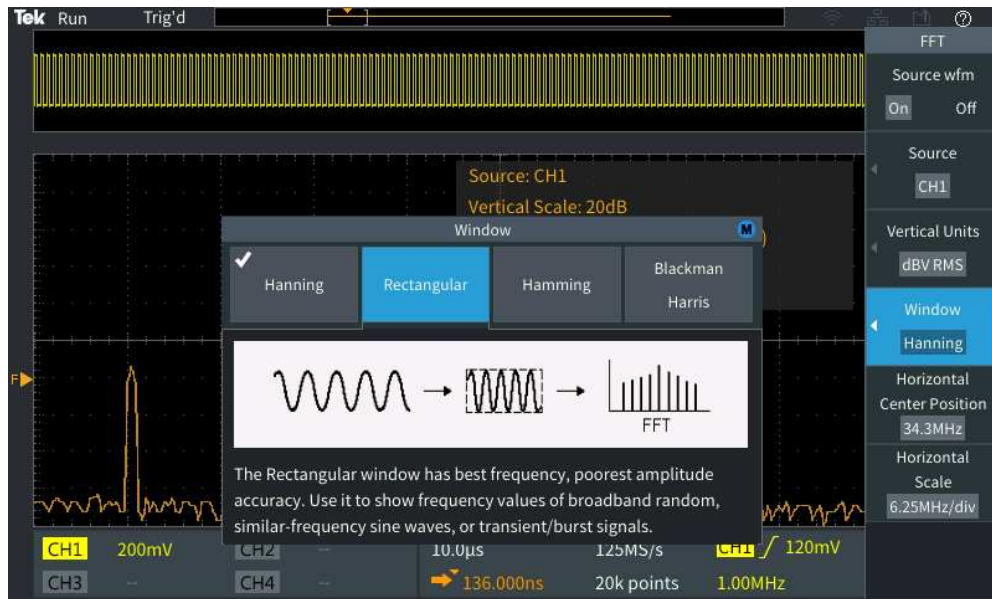 Tek Run Trig'd
FFT
Source wfm
On Off
Source
CH1
Vertical Units
dBV RMS
Window
Hanning
Horizontal
Center Position
34.3MHz
Horizontal
Scale
6.25MHz/div
Source: CH1
Vertical Scale: 20dB
Window
M
Hanning
Rectangular
Hamming
Blackman
Harris
FFT
The Rectangular window has best frequency, poorest amplitude
accuracy. Use it to show frequency values of broadband random,
similar-frequency sine waves, or transient/burst signals.
F
CH1 200mV CH2 -- 10.0µs 125MS/s CH1 120mV
CH3 -- CH4 -- 136.000ns 20k points 1.00MHz